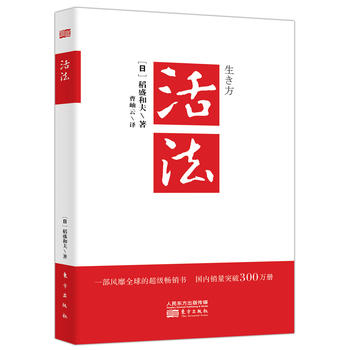 生き方
活法
[日]稻盛和夫\著
曹岫云\译
一部风靡全球的超级畅销书 国内销量突破300万册
人民东方出版传媒
東方出版社
活法
[日]稻盛和夫\著
東方出版社